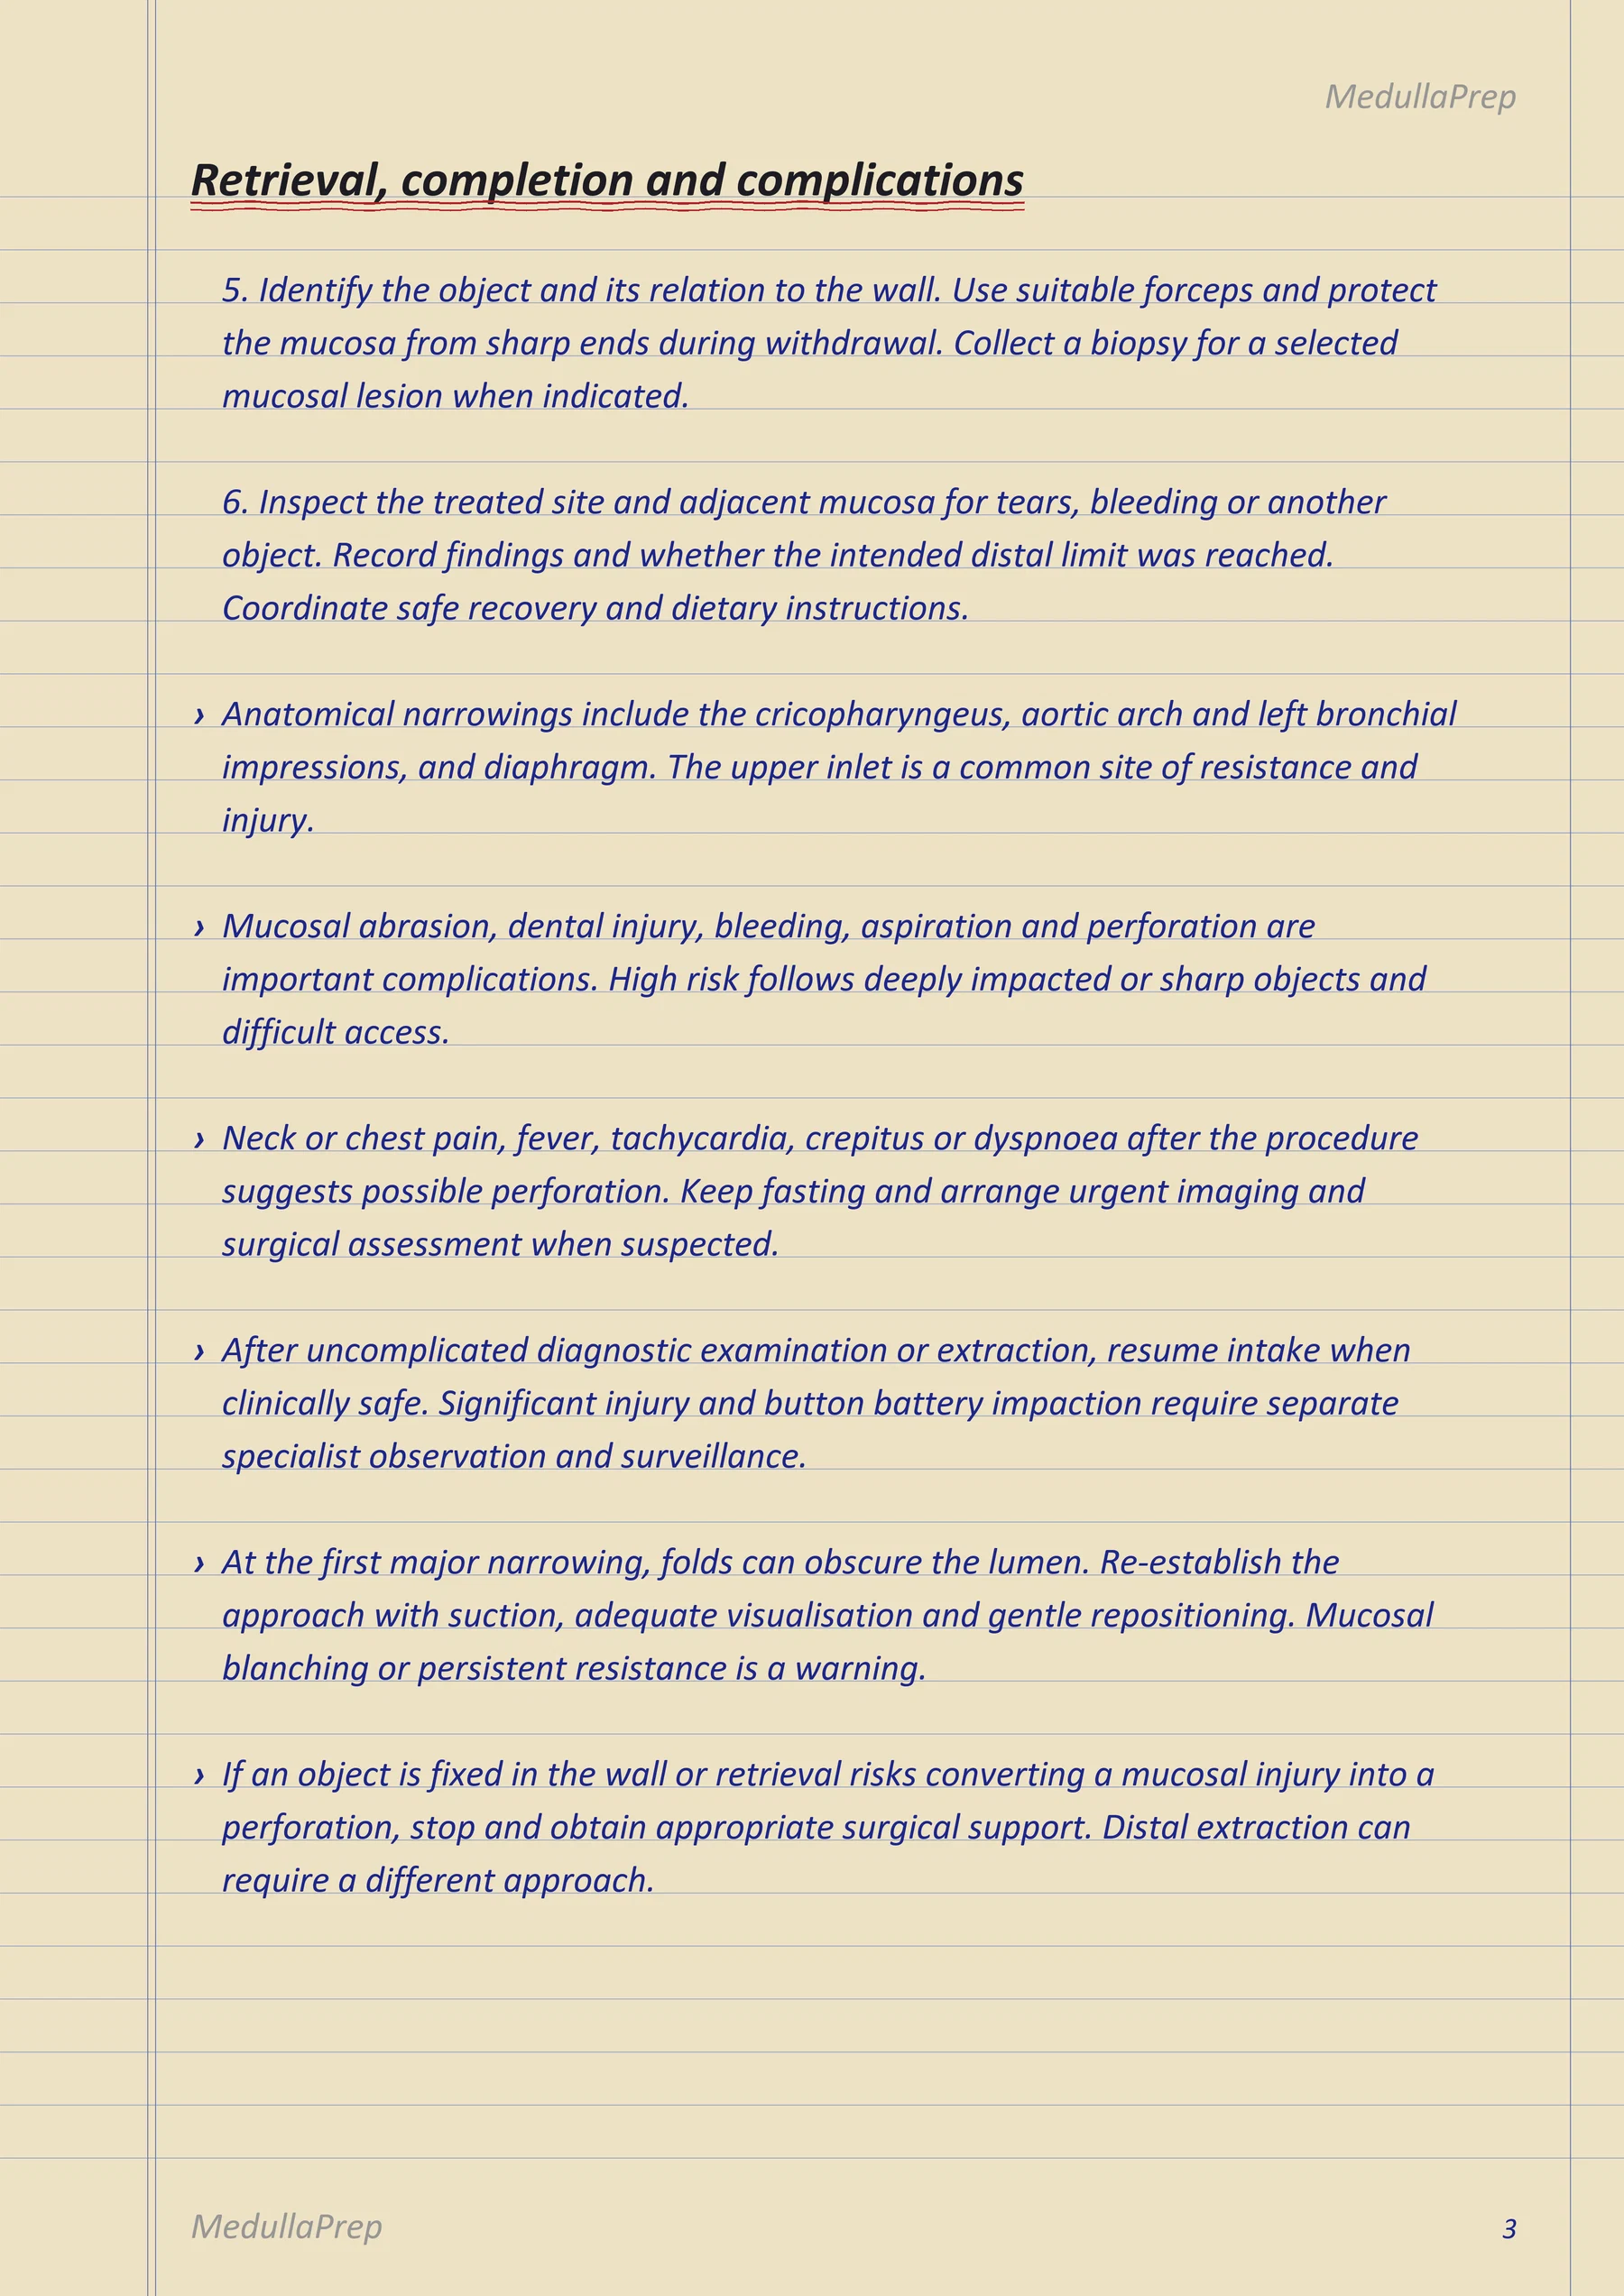 MedullaPrep
Retrieval, completion and complications
5. Identify the object and its relation to the wall. Use suitable forceps and protect
the mucosa from sharp ends during withdrawal. Collect a biopsy for a selected
mucosal lesion when indicated.
6. Inspect the treated site and adjacent mucosa for tears, bleeding or another
object. Record findings and whether the intended distal limit was reached.
Coordinate safe recovery and dietary instructions.
› Anatomical narrowings include the cricopharyngeus, aortic arch and left bronchial
impressions, and diaphragm. The upper inlet is a common site of resistance and
injury.
› Mucosal abrasion, dental injury, bleeding, aspiration and perforation are
important complications. High risk follows deeply impacted or sharp objects and
difficult access.
› Neck or chest pain, fever, tachycardia, crepitus or dyspnoea after the procedure
suggests possible perforation. Keep fasting and arrange urgent imaging and
surgical assessment when suspected.
› After uncomplicated diagnostic examination or extraction, resume intake when
clinically safe. Significant injury and button battery impaction require separate
specialist observation and surveillance.
› At the first major narrowing, folds can obscure the lumen. Re-establish the
approach with suction, adequate visualisation and gentle repositioning. Mucosal
blanching or persistent resistance is a warning.
› If an object is fixed in the wall or retrieval risks converting a mucosal injury into a
perforation, stop and obtain appropriate surgical support. Distal extraction can
require a different approach.
MedullaPrep
3